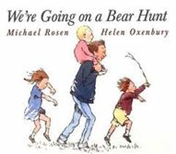 We're Going on a Bear Hunt
Michael Rosen Helen Oxenbury